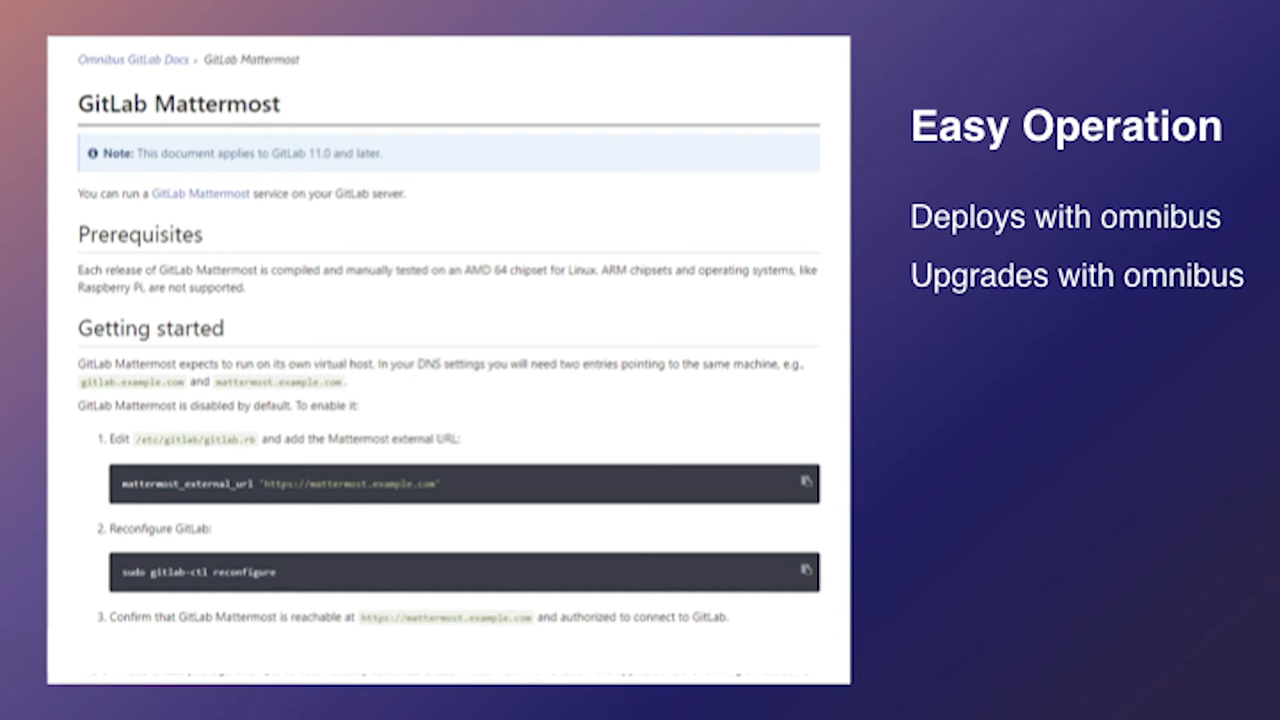 Omnibus GitLab Docs › GitLab Mattermost
GitLab Mattermost
Note: This document applies to GitLab 11.0 and later.
You can run a GitLab Mattermost service on your GitLab server.
Prerequisites
Each release of GitLab Mattermost is compiled and manually tested on an AMD 64 chipset for Linux. ARM chipsets and operating systems, like
Raspberry Pi, are not supported.
Getting started
GitLab Mattermost expects to run on its own virtual host. In your DNS settings you will need two entries pointing to the same machine, e.g.,
gitlab.example.com and mattermost.example.com.
GitLab Mattermost is disabled by default. To enable it:
1. Edit /etc/gitlab/gitlab.rb and add the Mattermost external URL:
mattermost_external_url 'https://mattermost.example.com'
2. Reconfigure GitLab:
sudo gitlab-ctl reconfigure
3. Confirm that GitLab Mattermost is reachable at https://mattermost.example.com and authorized to connect to GitLab.
Easy Operation
Deploys with omnibus
Upgrades with omnibus